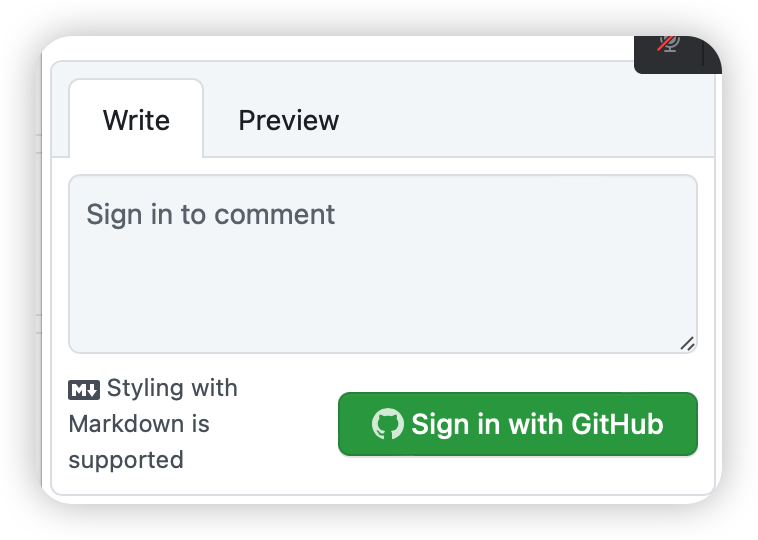 Write
Preview
Sign in to comment
M Styling with
Markdown is
supported
Sign in with GitHub